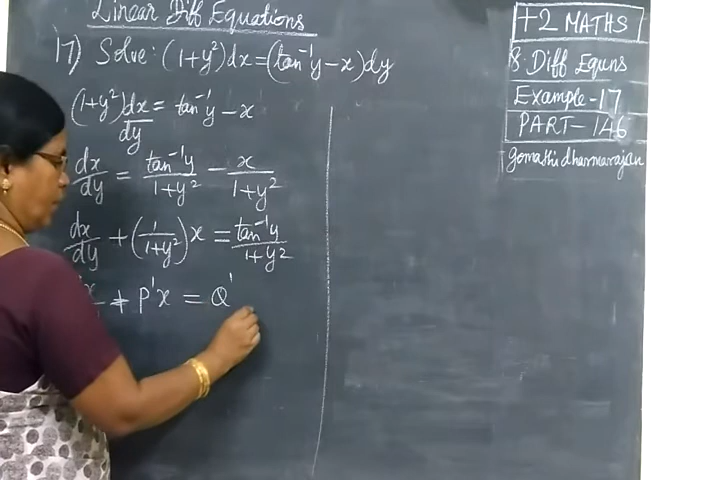 Linear Diff Equations
17) Solve: (1+y²)dx=(tan⁻¹y−x)dy
(1+y²)dx/dy = tan⁻¹y − x
dx/dy = tan⁻¹y/1+y² − x/1+y²
dx/dy + (1/1+y²)x = tan⁻¹y/1+y²
+ P'x = Q'
+2 MATHS
8. Diff Equns
Example-17
PART-146
Gomathidharmarajan